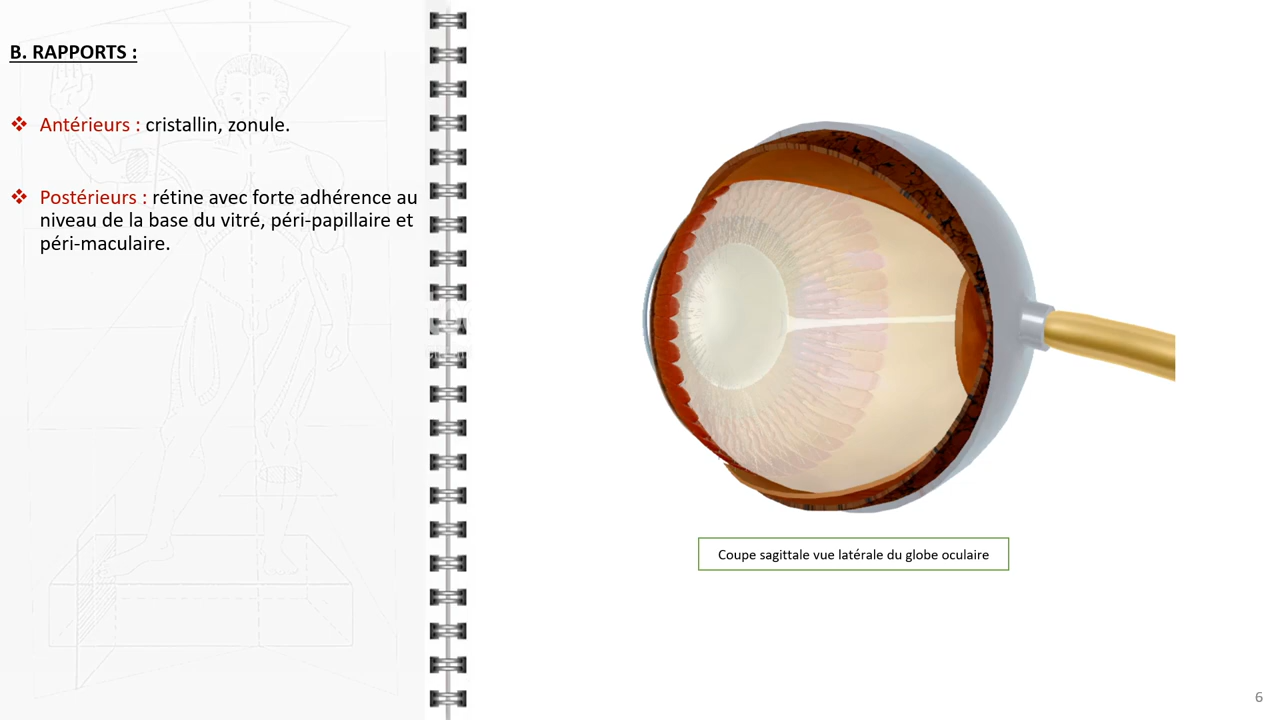 B. RAPPORTS :
❖ Antérieurs : cristallin, zonule.
❖ Postérieurs : rétine avec forte adhérence au
niveau de la base du vitré, péri-papillaire et
péri-maculaire.
Coupe sagittale vue latérale du globe oculaire
6